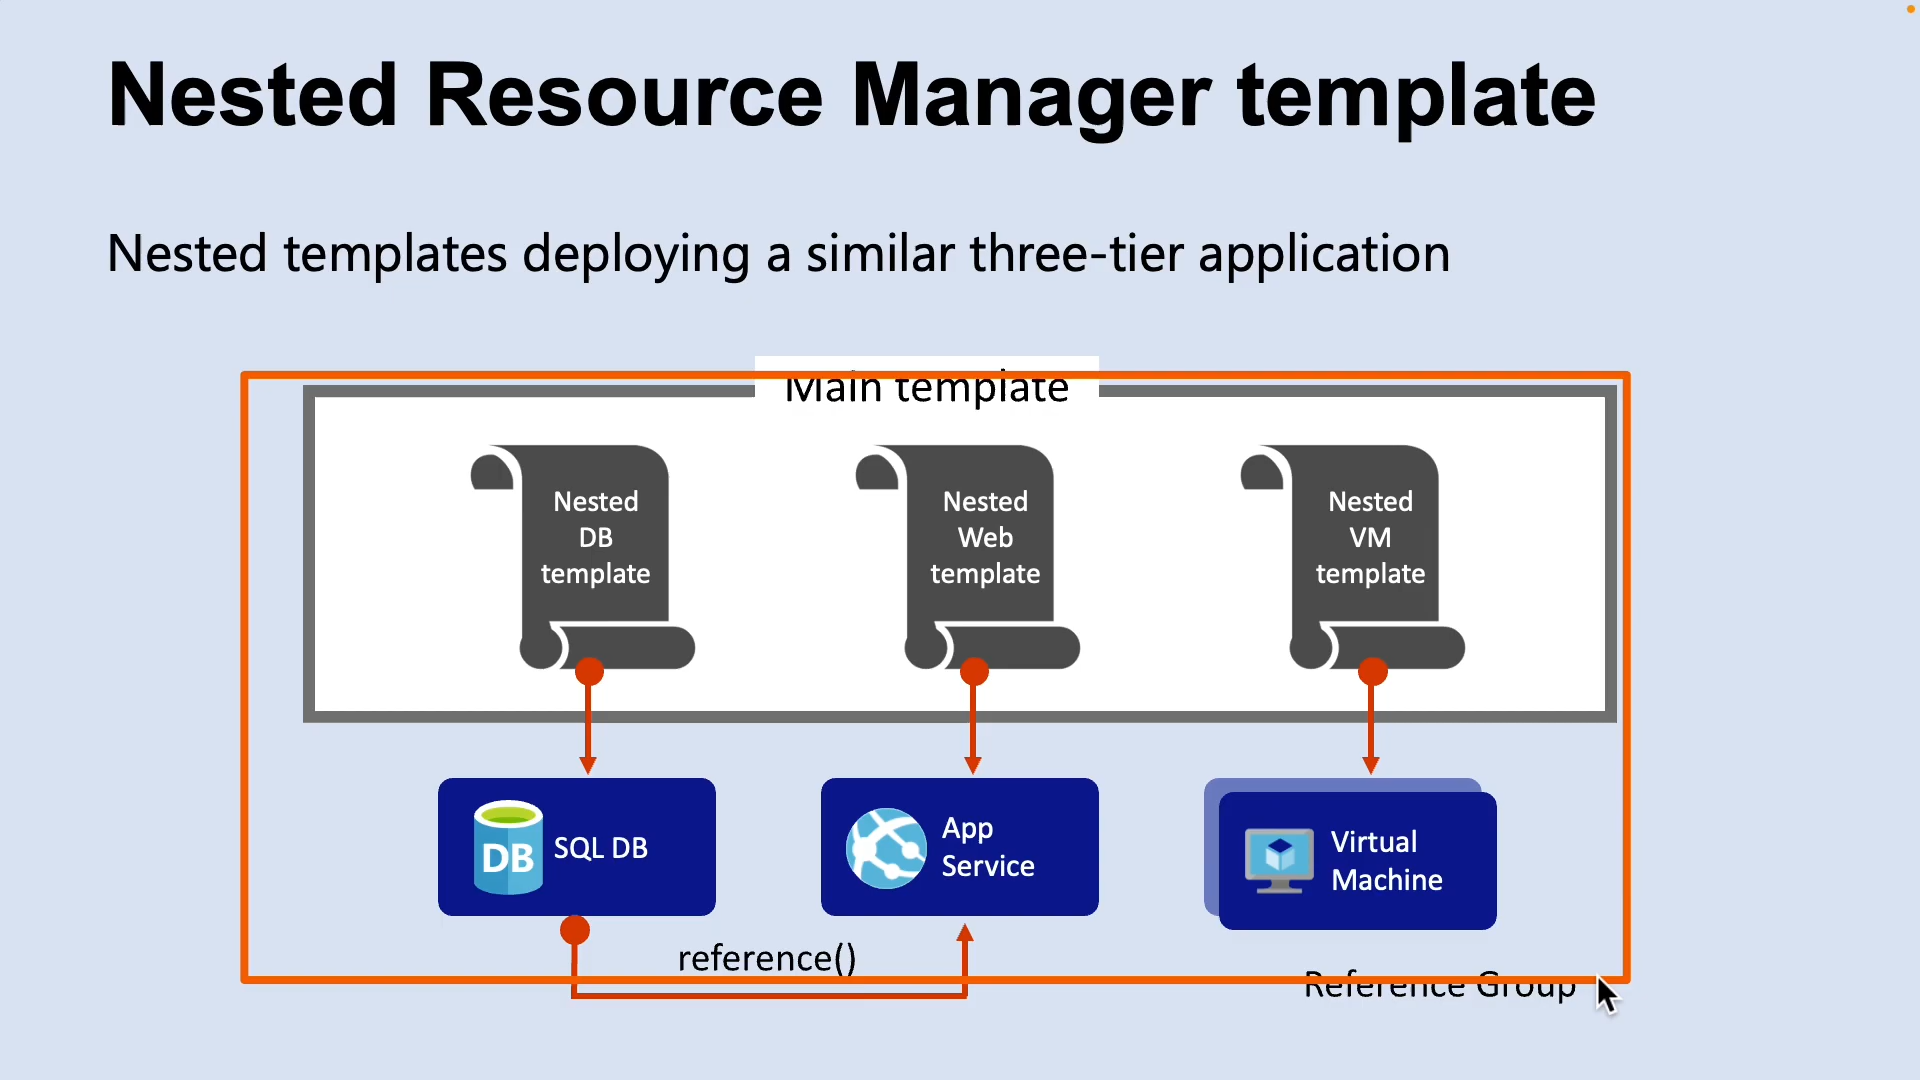 Nested Resource Manager template
Nested templates deploying a similar three-tier application
Main template
Nested
DB
template
Nested
Web
template
Nested
VM
template
DB
SQL DB
App
Service
Virtual
Machine
reference()
Reference Group